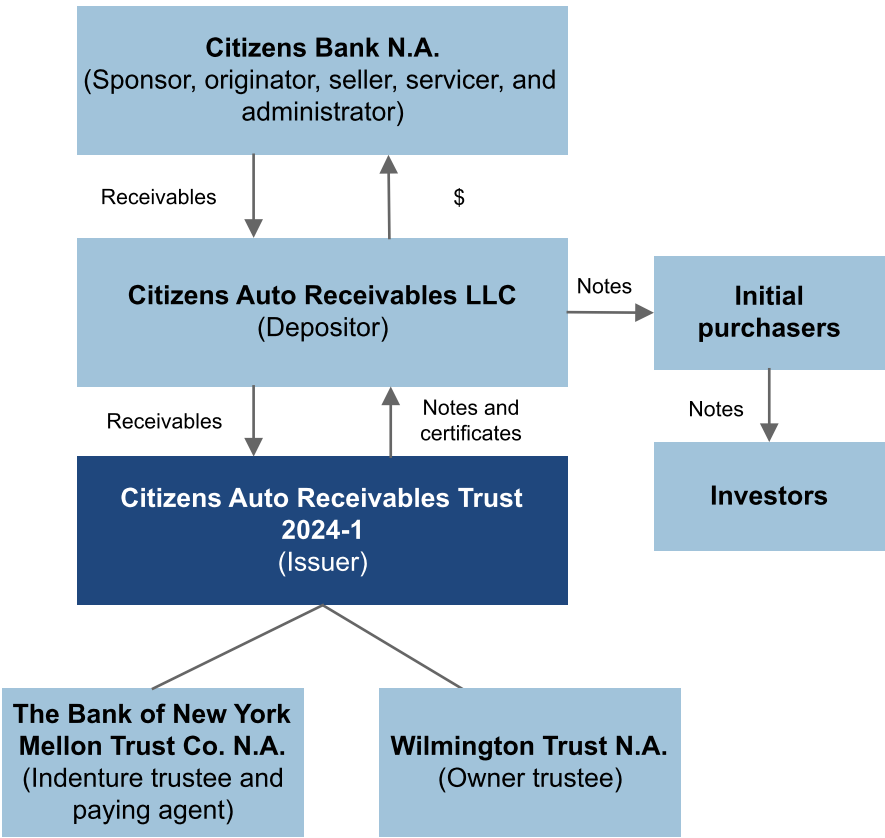 Citizens Bank N.A.
(Sponsor, originator, seller, servicer, and
administrator)
Receivables
$
Citizens Auto Receivables LLC
(Depositor)
Notes
Initial
purchasers
Receivables
Notes and
certificates
Notes
Citizens Auto Receivables Trust
2024-1
(Issuer)
Investors
The Bank of New York
Mellon Trust Co. N.A.
(Indenture trustee and
paying agent)
Wilmington Trust N.A.
(Owner trustee)